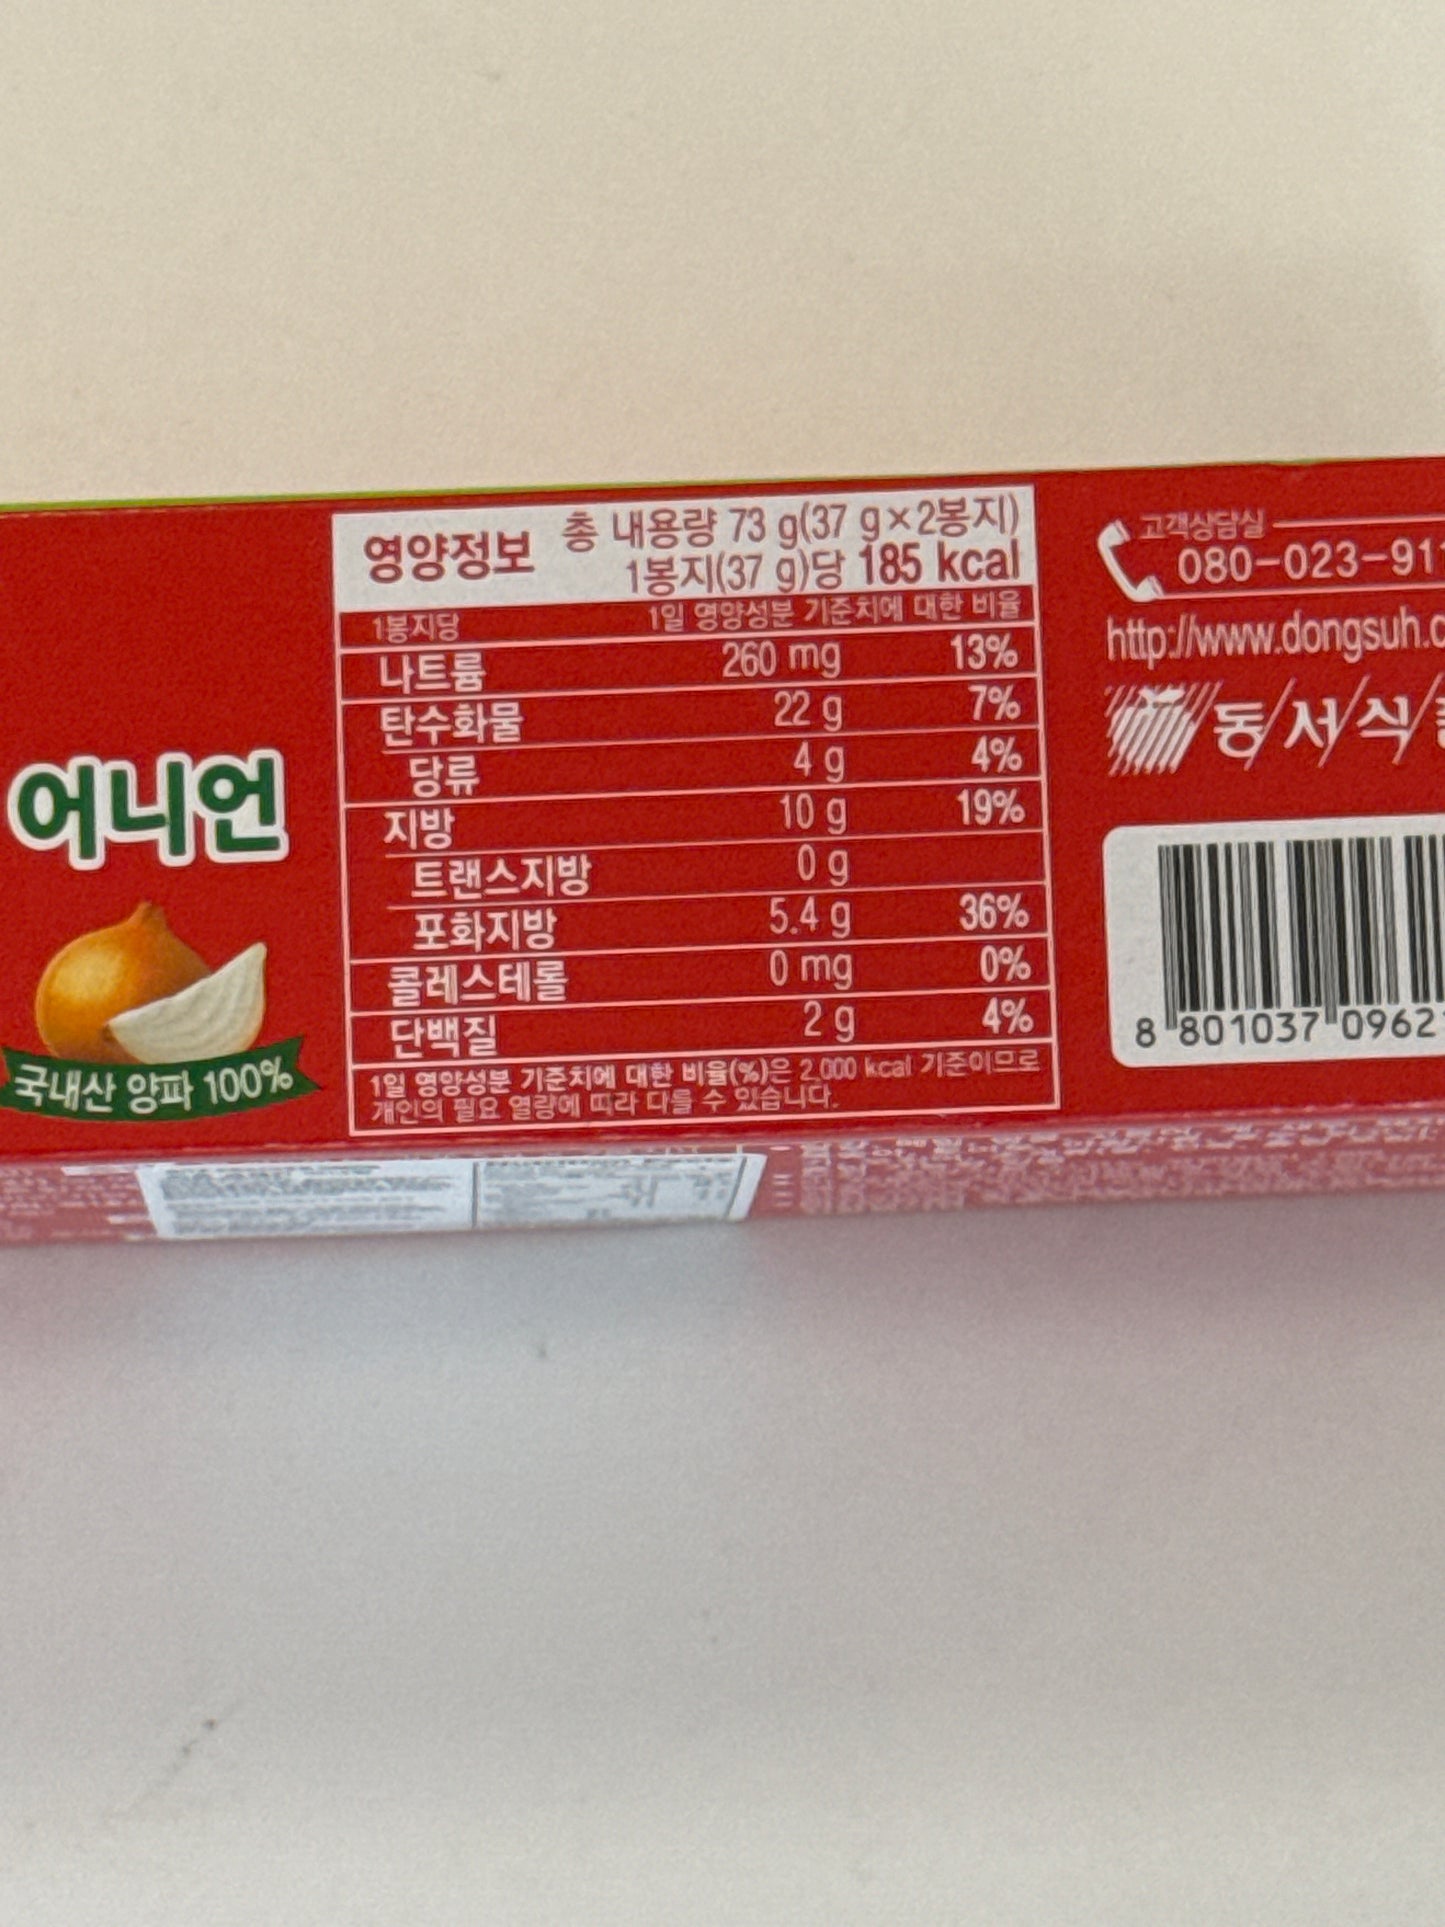 어니언
국내산 양파 100%
영양정보
총 내용량 73 g(37 g×2봉지)
1봉지(37 g)당 185 kcal
1봉지당 1일 영양성분 기준치에 대한 비율
나트륨 260 mg 13%
탄수화물 22 g 7%
당류 4 g 4%
지방 10 g 19%
트랜스지방 0 g
포화지방 5.4 g 36%
콜레스테롤 0 mg 0%
단백질 2 g 4%
1일 영양성분 기준치에 대한 비율(%)은 2,000 kcal 기준이므로
개인의 필요 열량에 따라 다를 수 있습니다.
고객상담실
080-023-91
http://www.dongsuh.c
동서식
8 801037 0962